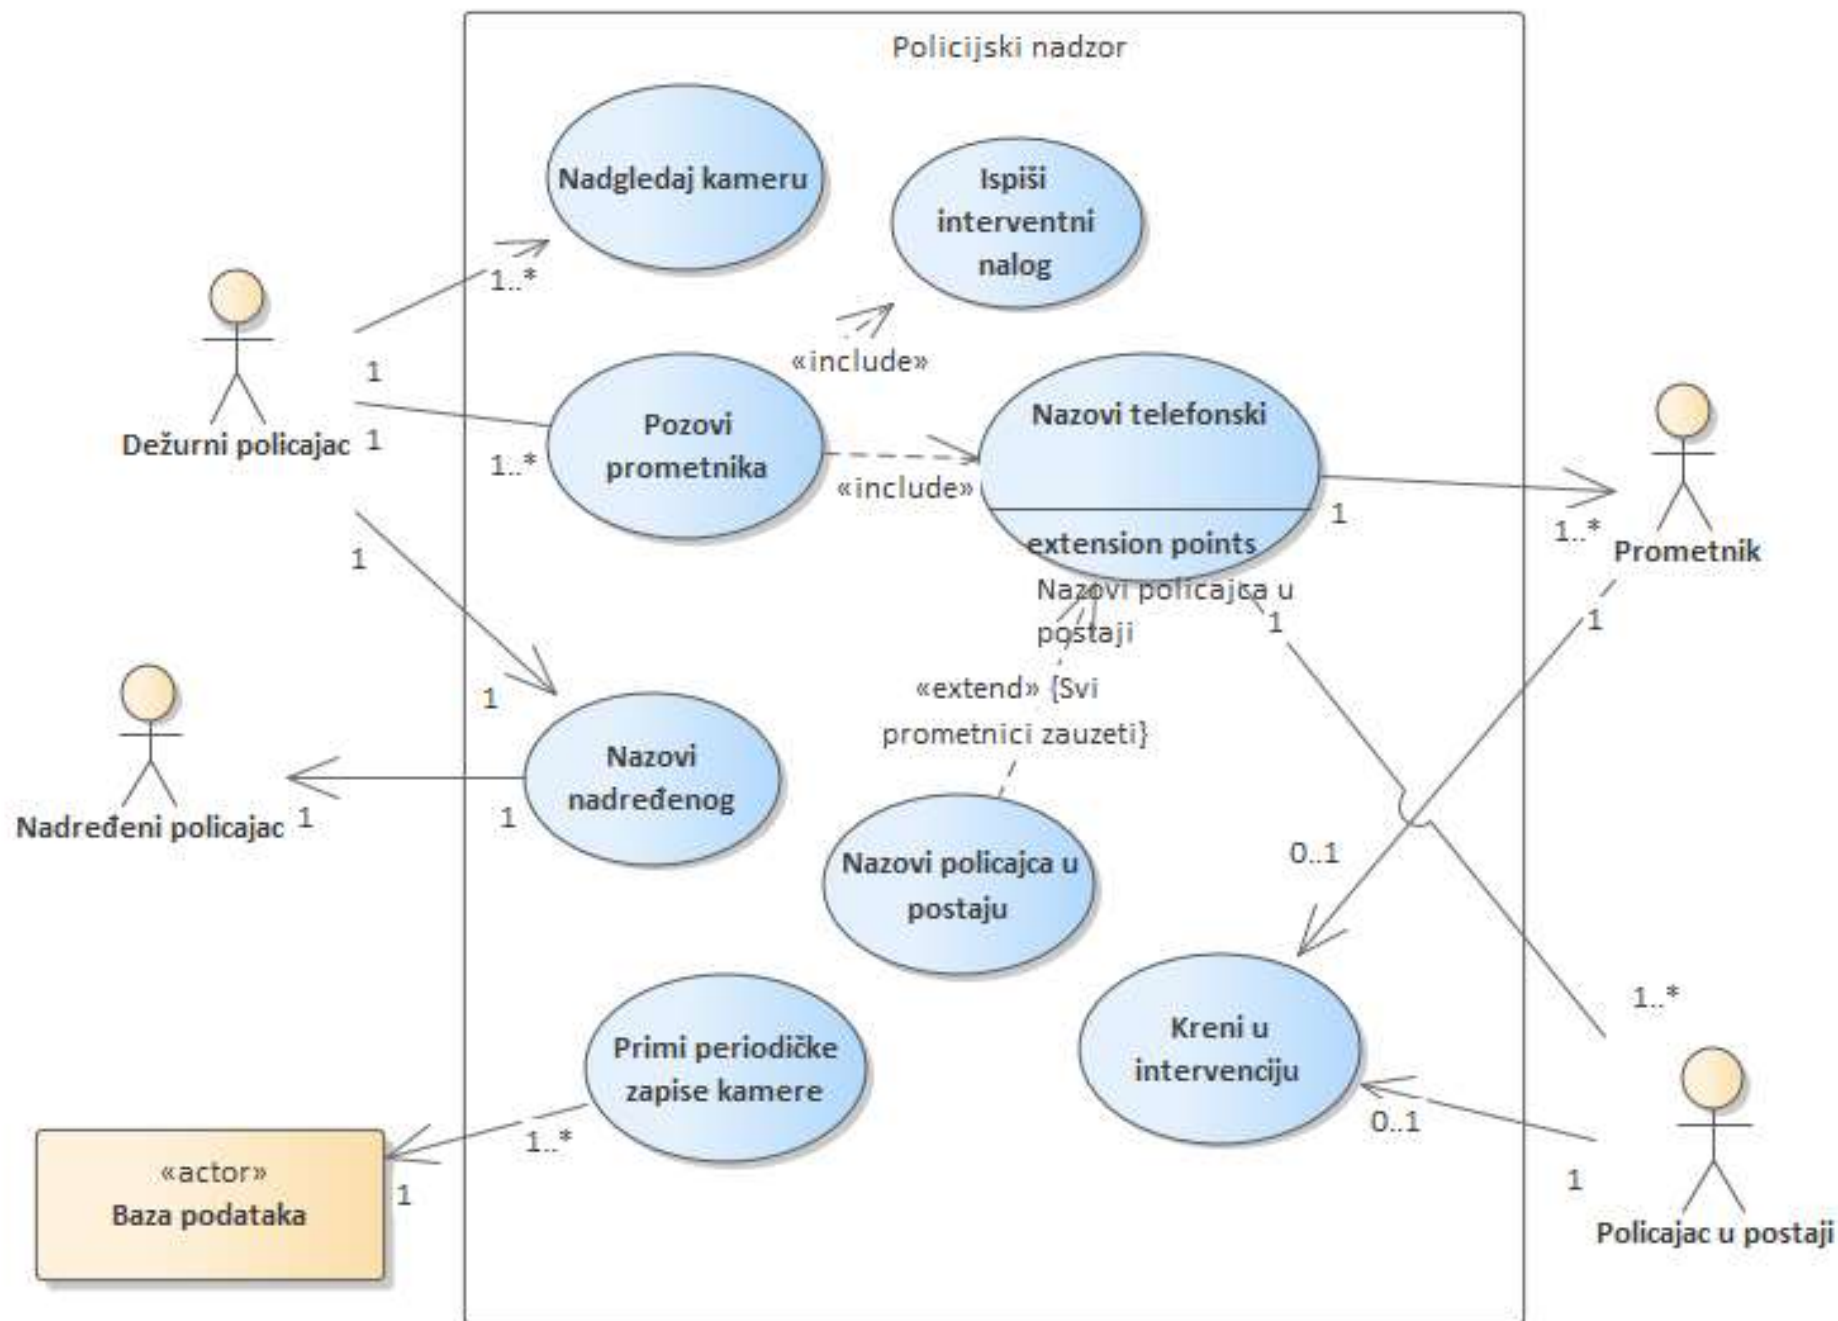 Policijski nadzor
Nadgledaj kameru
Ispiši
interventni
nalog
1..*
«include»
1
Dežurni policajac
1
1..*
Pozovi
prometnika
«include»
Nazovi telefonski
extension points
Nazovi policajca u
postaji
1
1..*
Prometnik
1
1
1
1
«extend» {Svi
prometnici zauzeti}
Nazovi
nadređenog
Nadređeni policajac
1
1
Nazovi policajca u
postaju
0..1
1..*
Primi periodičke
zapise kamere
Kreni u
intervenciju
1..*
0..1
1
1
«actor»
Baza podataka
Policajac u postaji